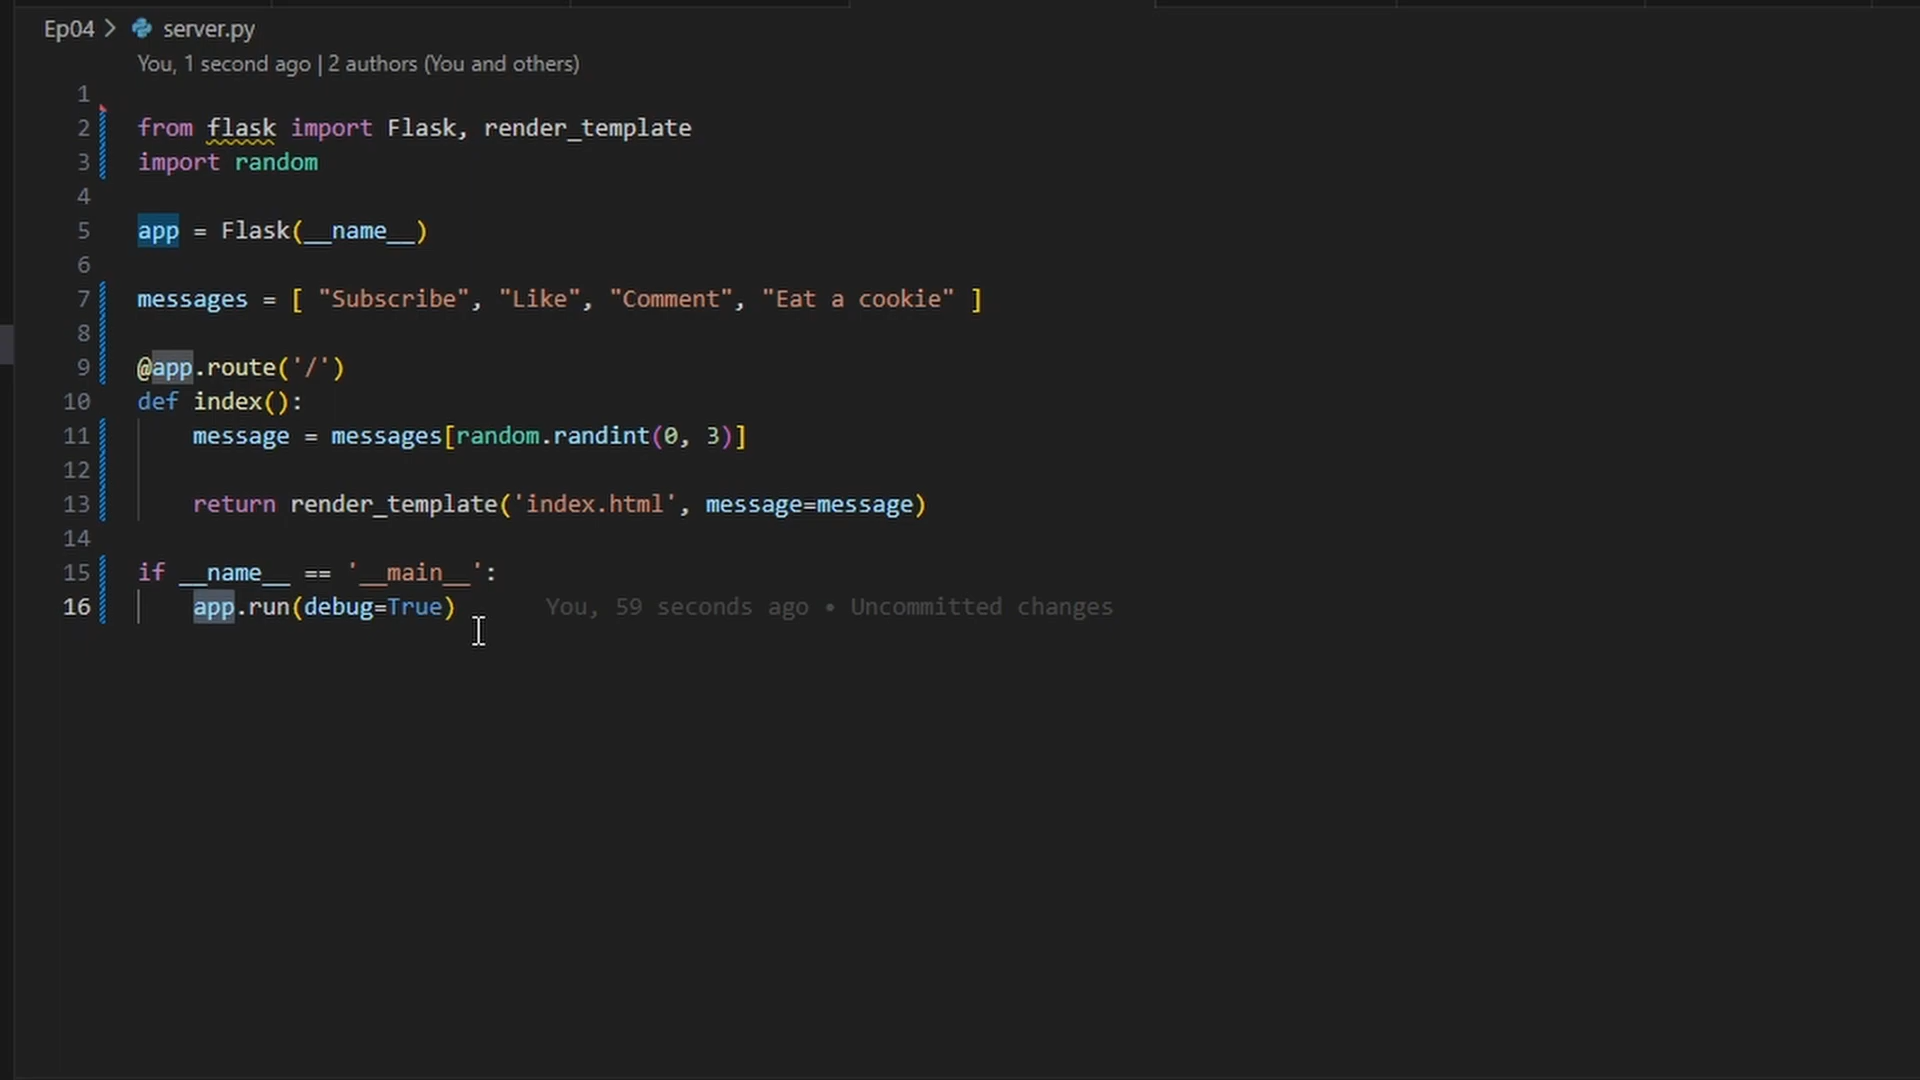 Ep04 > server.py
You, 1 second ago | 2 authors (You and others)
1
2 from flask import Flask, render_template
3 import random
4
5 app = Flask(__name__)
6
7 messages = [ "Subscribe", "Like", "Comment", "Eat a cookie" ]
8
9 @app.route('/')
10 def index():
11     message = messages[random.randint(0, 3)]
12
13     return render_template('index.html', message=message)
14
15 if __name__ == '__main__':
16     app.run(debug=True)     You, 59 seconds ago • Uncommitted changes